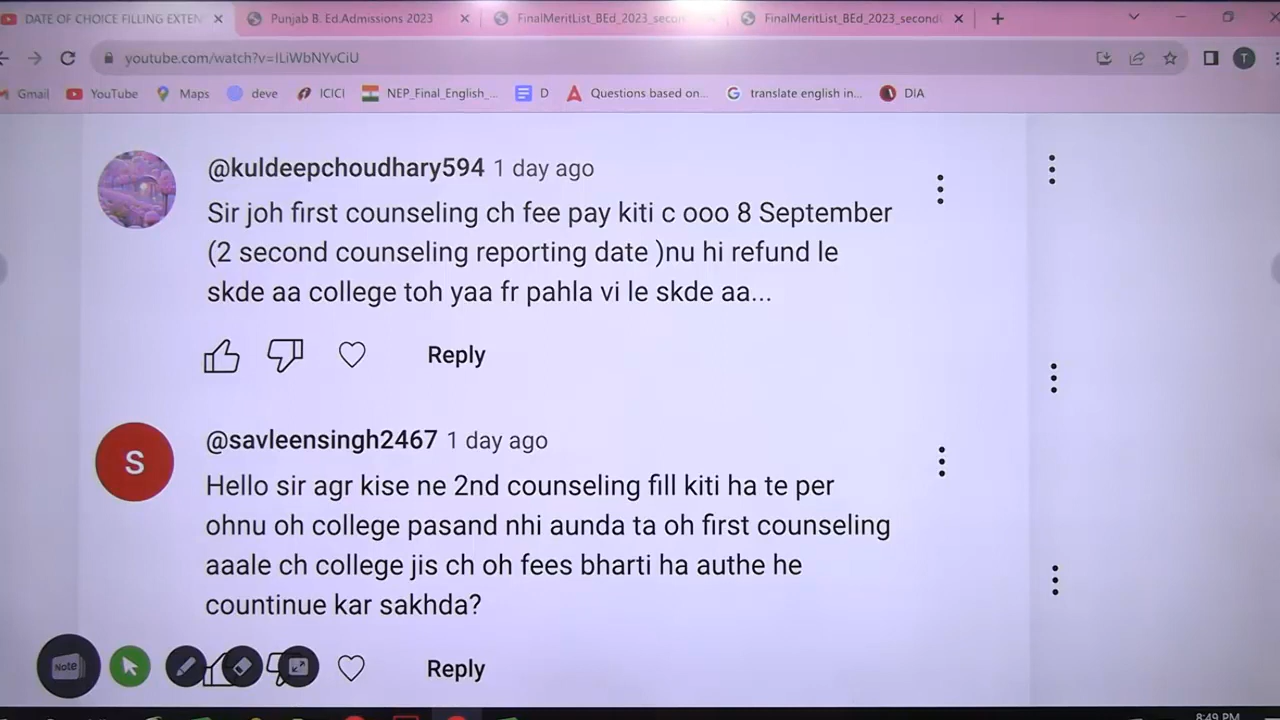 DATE OF CHOICE FILLING EXTEN
Punjab B. Ed.Admissions 2023
FinalMeritList_BEd_2023_secon
FinalMeritList_BEd_2023_second
youtube.com/watch?v=ILiWbNYvCiU
T
Gmail
YouTube
Maps
deve
ICICI
NEP_Final_English_...
D
Questions based on...
translate english in...
DIA
@kuldeepchoudhary594 1 day ago
Sir joh first counseling ch fee pay kiti c ooo 8 September
(2 second counseling reporting date )nu hi refund le
skde aa college toh yaa fr pahla vi le skde aa...
Reply
S
@savleensingh2467 1 day ago
Hello sir agr kise ne 2nd counseling fill kiti ha te per
ohnu oh college pasand nhi aunda ta oh first counseling
aaale ch college jis ch oh fees bharti ha authe he
countinue kar sakhda?
Note
Reply
8:49 PM